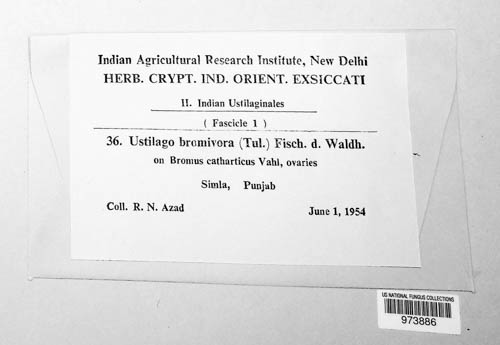 Indian Agricultural Research Institute, New Delhi
HERB. CRYPT. IND. ORIENT. EXSICCATI
II. Indian Ustilaginales
( Fascicle 1 )
36. Ustilago bromivora (Tul.) Fisch. d. Waldh.
on Bromus catharticus Vahl, ovaries
Simla, Punjab
Coll. R. N. Azad June 1, 1954
US NATIONAL FUNGUS COLLECTIONS
973886